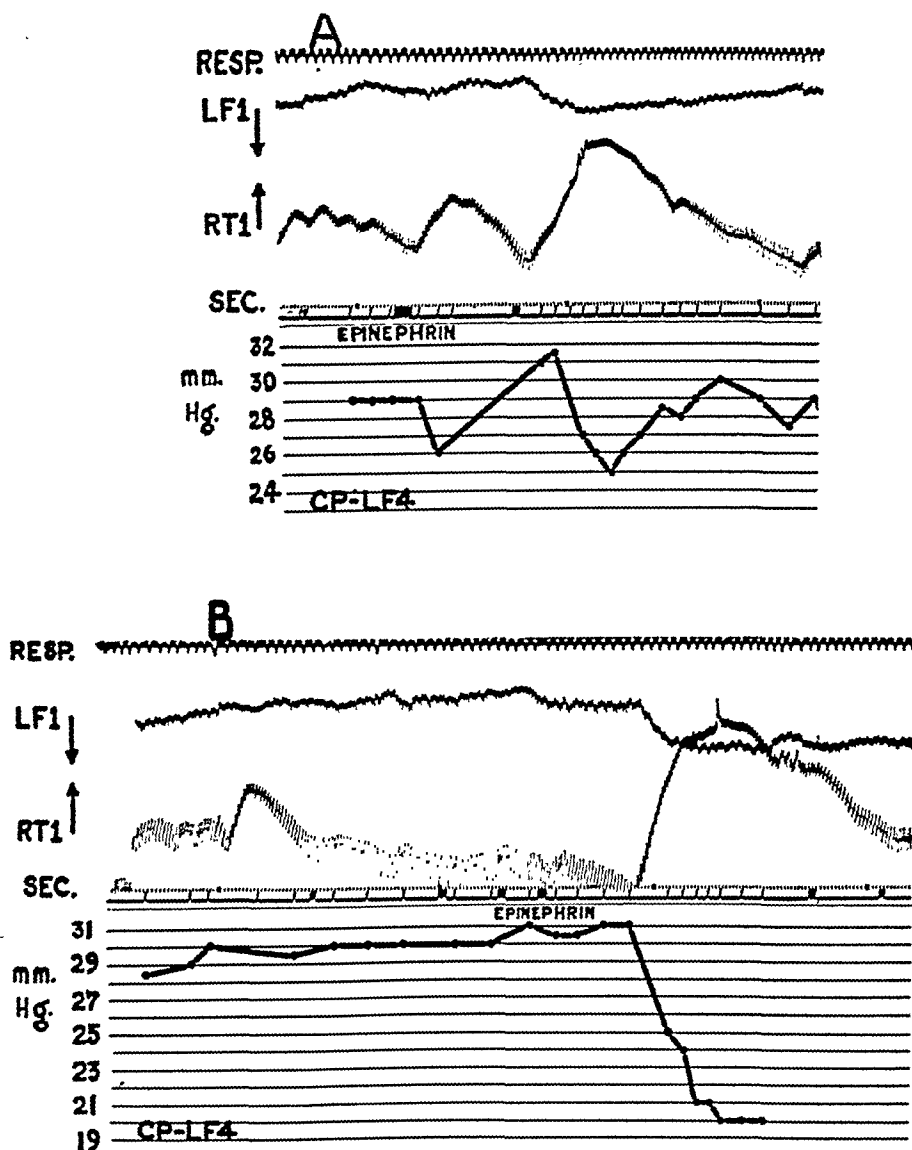 A
RESP.
LF1
RT1
SEC.
EPINEPHRIN
32
mm. 30
Hg. 28
26
24
CP-LF4
B
RESP.
LF1
RT1
SEC.
EPINEPHRIN
31
mm. 29
Hg. 27
25
23
21
19
CP-LF4